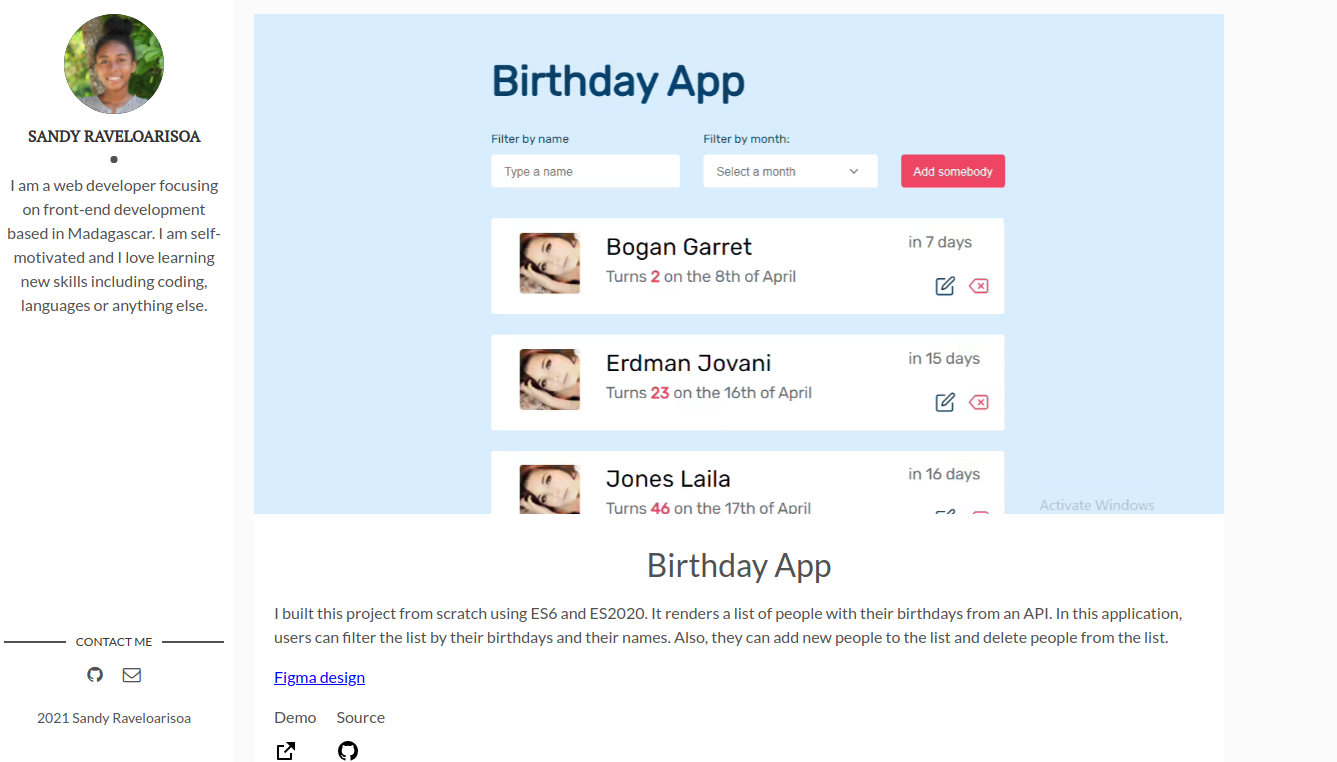 SANDY RAVELOARISOA
I am a web developer focusing
on front-end development
based in Madagascar. I am self-
motivated and I love learning
new skills including coding,
languages or anything else.
CONTACT ME
2021 Sandy Raveloarisoa
Birthday App
Filter by name
Filter by month:
Type a name
Select a month
Add somebody
Bogan Garret
in 7 days
Turns 2 on the 8th of April
Erdman Jovani
in 15 days
Turns 23 on the 16th of April
Jones Laila
in 16 days
Turns 46 on the 17th of April
Activate Windows
Birthday App
I built this project from scratch using ES6 and ES2020. It renders a list of people with their birthdays from an API. In this application,
users can filter the list by their birthdays and their names. Also, they can add new people to the list and delete people from the list.
Figma design
Demo Source